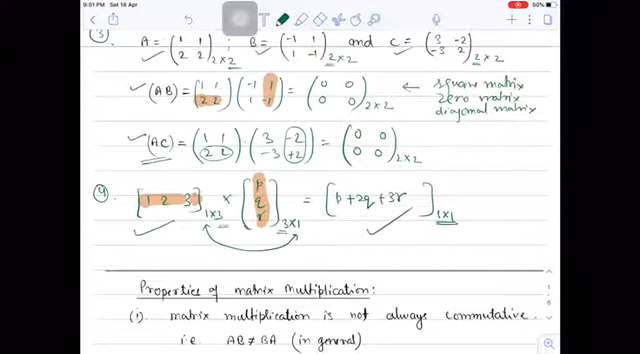 9:51 PM Sat 18 Apr
50%
(3) A = (1 1 2 2)2×2 ; B = (-1 1 1 -1)2×2 and C = (3 -2 -3 2)2×2
(AB) = (1 1 2 2) (-1 1 1 -1) = (0 0 0 0)2×2 ← square matrix
zero matrix
diagonal matrix
(AC) = (1 1 2 2) · (3 -2 -3 +2) = (0 0 0 0)2×2
(4) [1 2 3]1×3 × [p q r]3×1 = [p+2q+3r]1×1
Properties of matrix multiplication:
(i). matrix multiplication is not always commutative.
i.e. AB ≠ BA (in general)